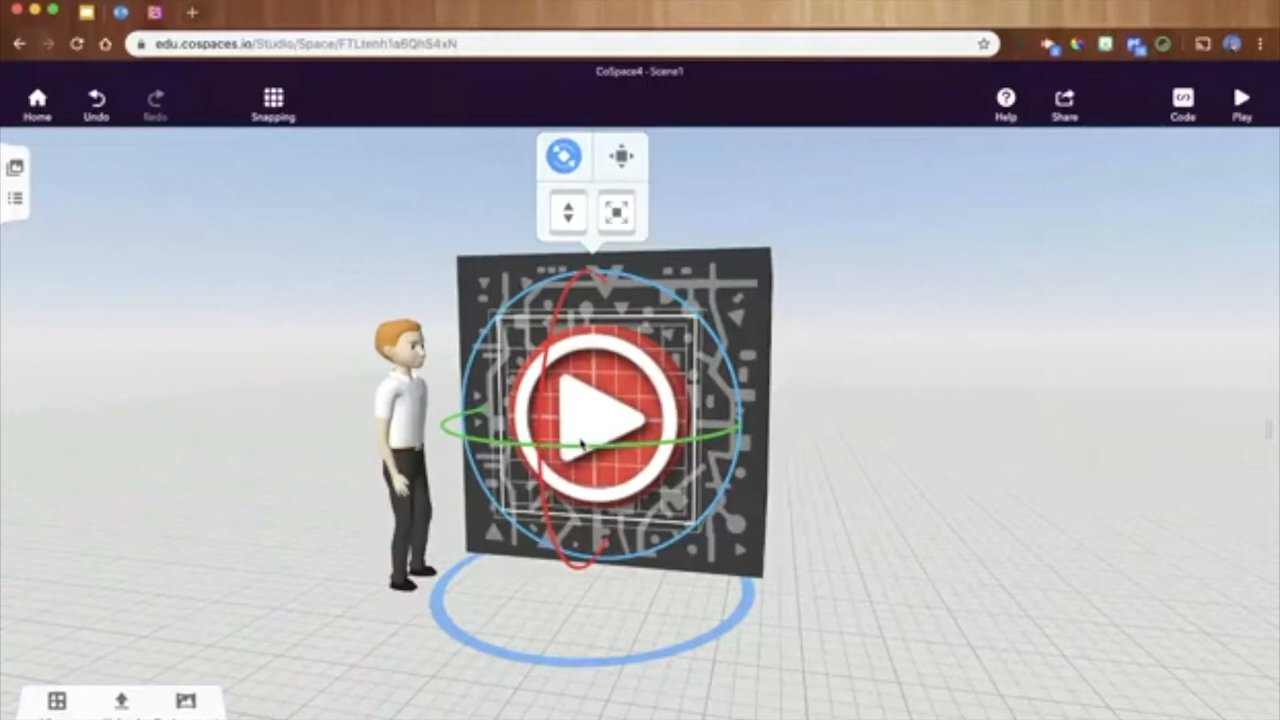 edu.cospaces.io/Studio/Space/FTLtenh1a6QhS4xN
CoSpace4 - Scene1
Home
Undo
Redo
Snapping
Help
Share
Code
Play